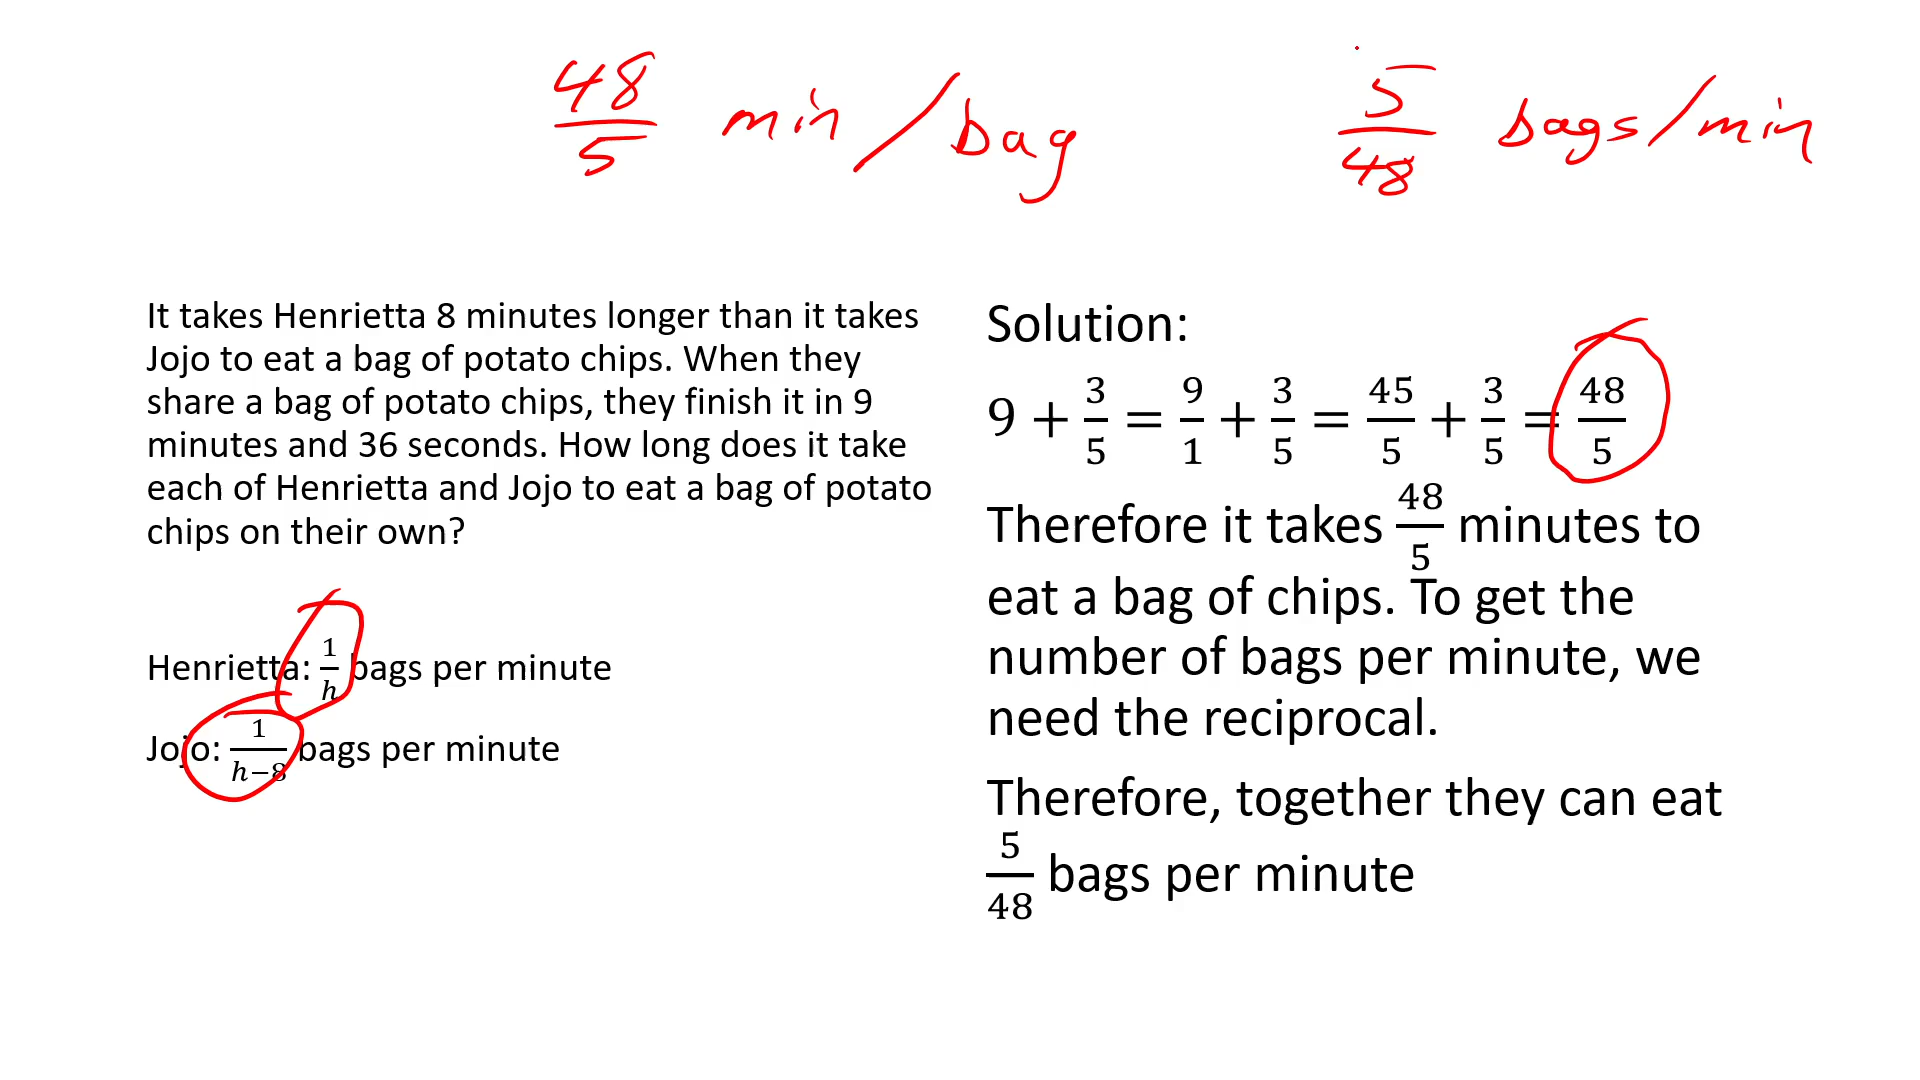 48/5 min/bag
5/48 bags/min
It takes Henrietta 8 minutes longer than it takes
Jojo to eat a bag of potato chips. When they
share a bag of potato chips, they finish it in 9
minutes and 36 seconds. How long does it take
each of Henrietta and Jojo to eat a bag of potato
chips on their own?
Henrietta: 1/h bags per minute
Jojo: 1/(h−8) bags per minute
Solution:
9 + 3/5 = 9/1 + 3/5 = 45/5 + 3/5 = 48/5
Therefore it takes 48/5 minutes to
eat a bag of chips. To get the
number of bags per minute, we
need the reciprocal.
Therefore, together they can eat
5/48 bags per minute